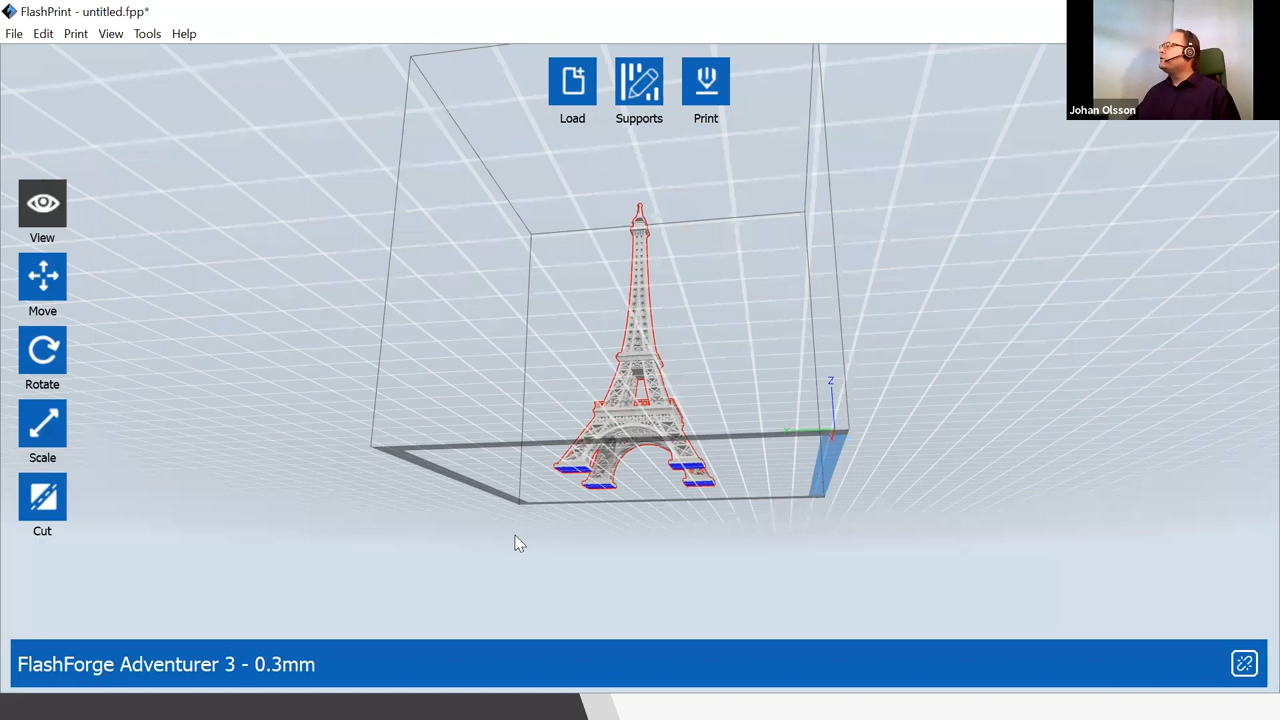 FlashPrint - untitled.fpp*
File Edit Print View Tools Help
Load
Supports
Print
Johan Olsson
View
Move
Rotate
Scale
Cut
Z
FlashForge Adventurer 3 - 0.3mm